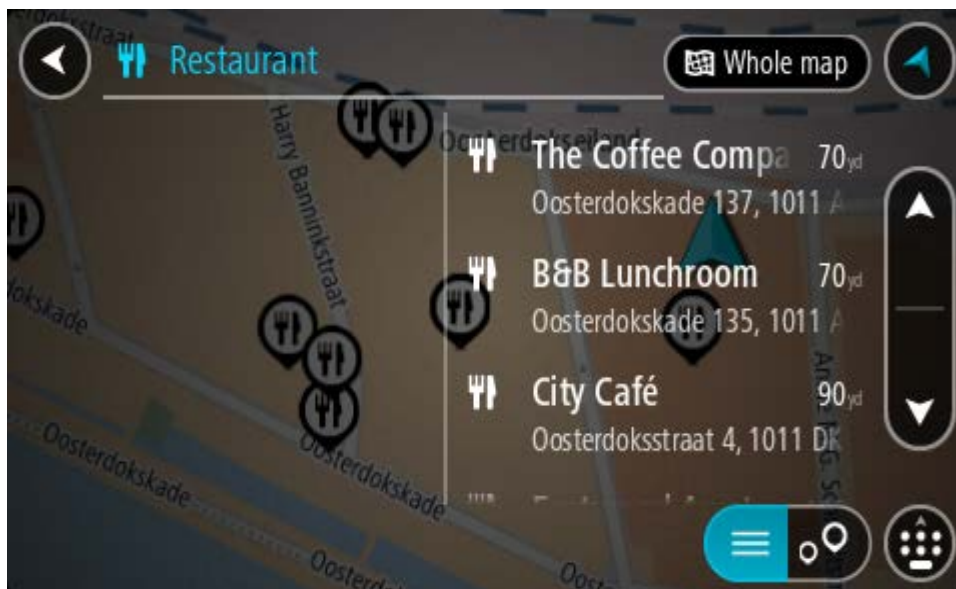 Restaurant
Whole map
Harry Banninkstraat
Oosterdokseiland
The Coffee Compa 70yd
Oosterdokskade 137, 1011 A
B&B Lunchroom 70yd
Oosterdokskade 135, 1011 A
City Café 90yd
Oosterdoksstraat 4, 1011 DK
Oosterdokskade
Oosterdokskade